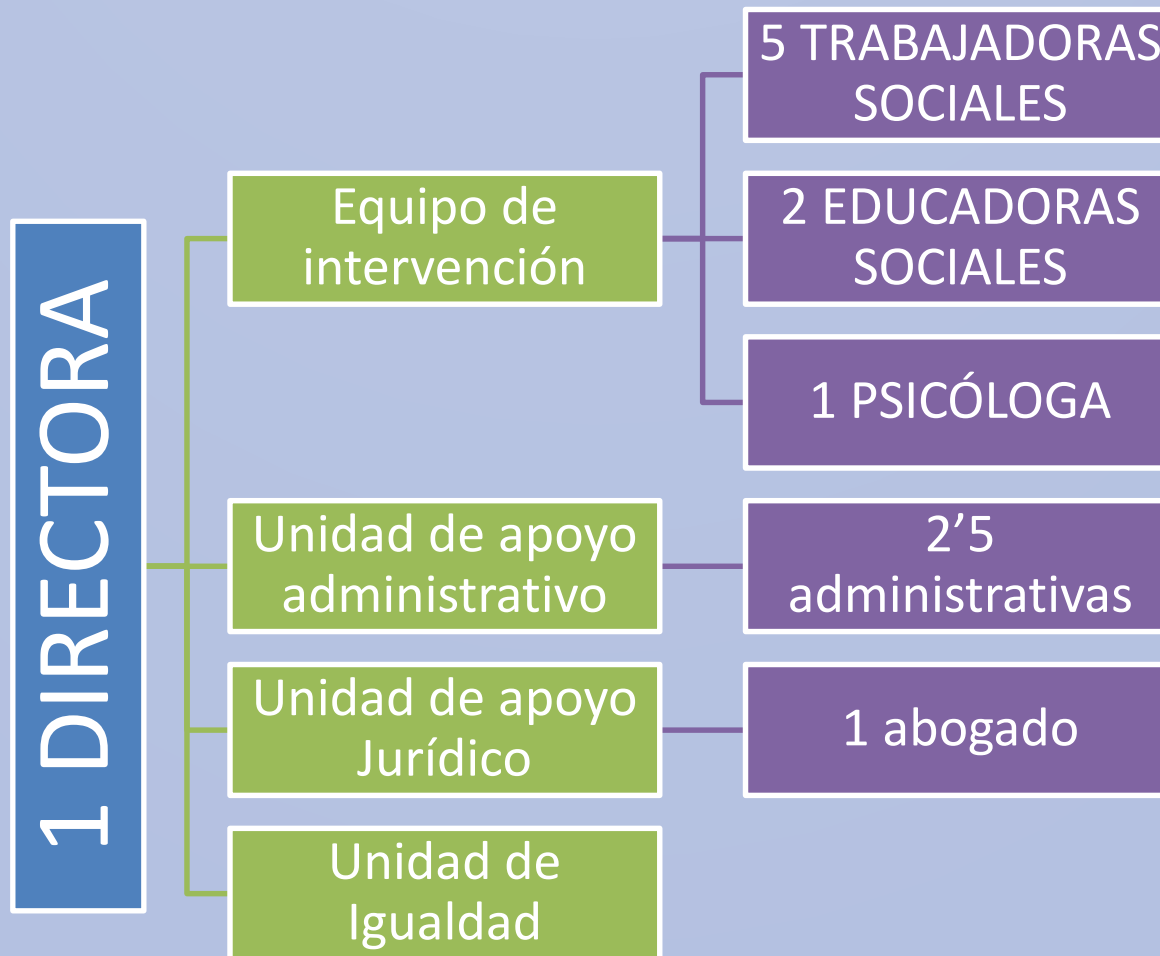 1 DIRECTORA
Equipo de
intervención
5 TRABAJADORAS
SOCIALES
2 EDUCADORAS
SOCIALES
1 PSICÓLOGA
Unidad de apoyo
administrativo
2’5
administrativas
Unidad de apoyo
Jurídico
1 abogado
Unidad de
Igualdad